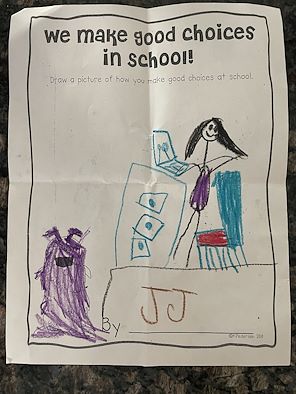 we make good choices
in school!
Draw a picture of how you make good choices at school.
By JJ